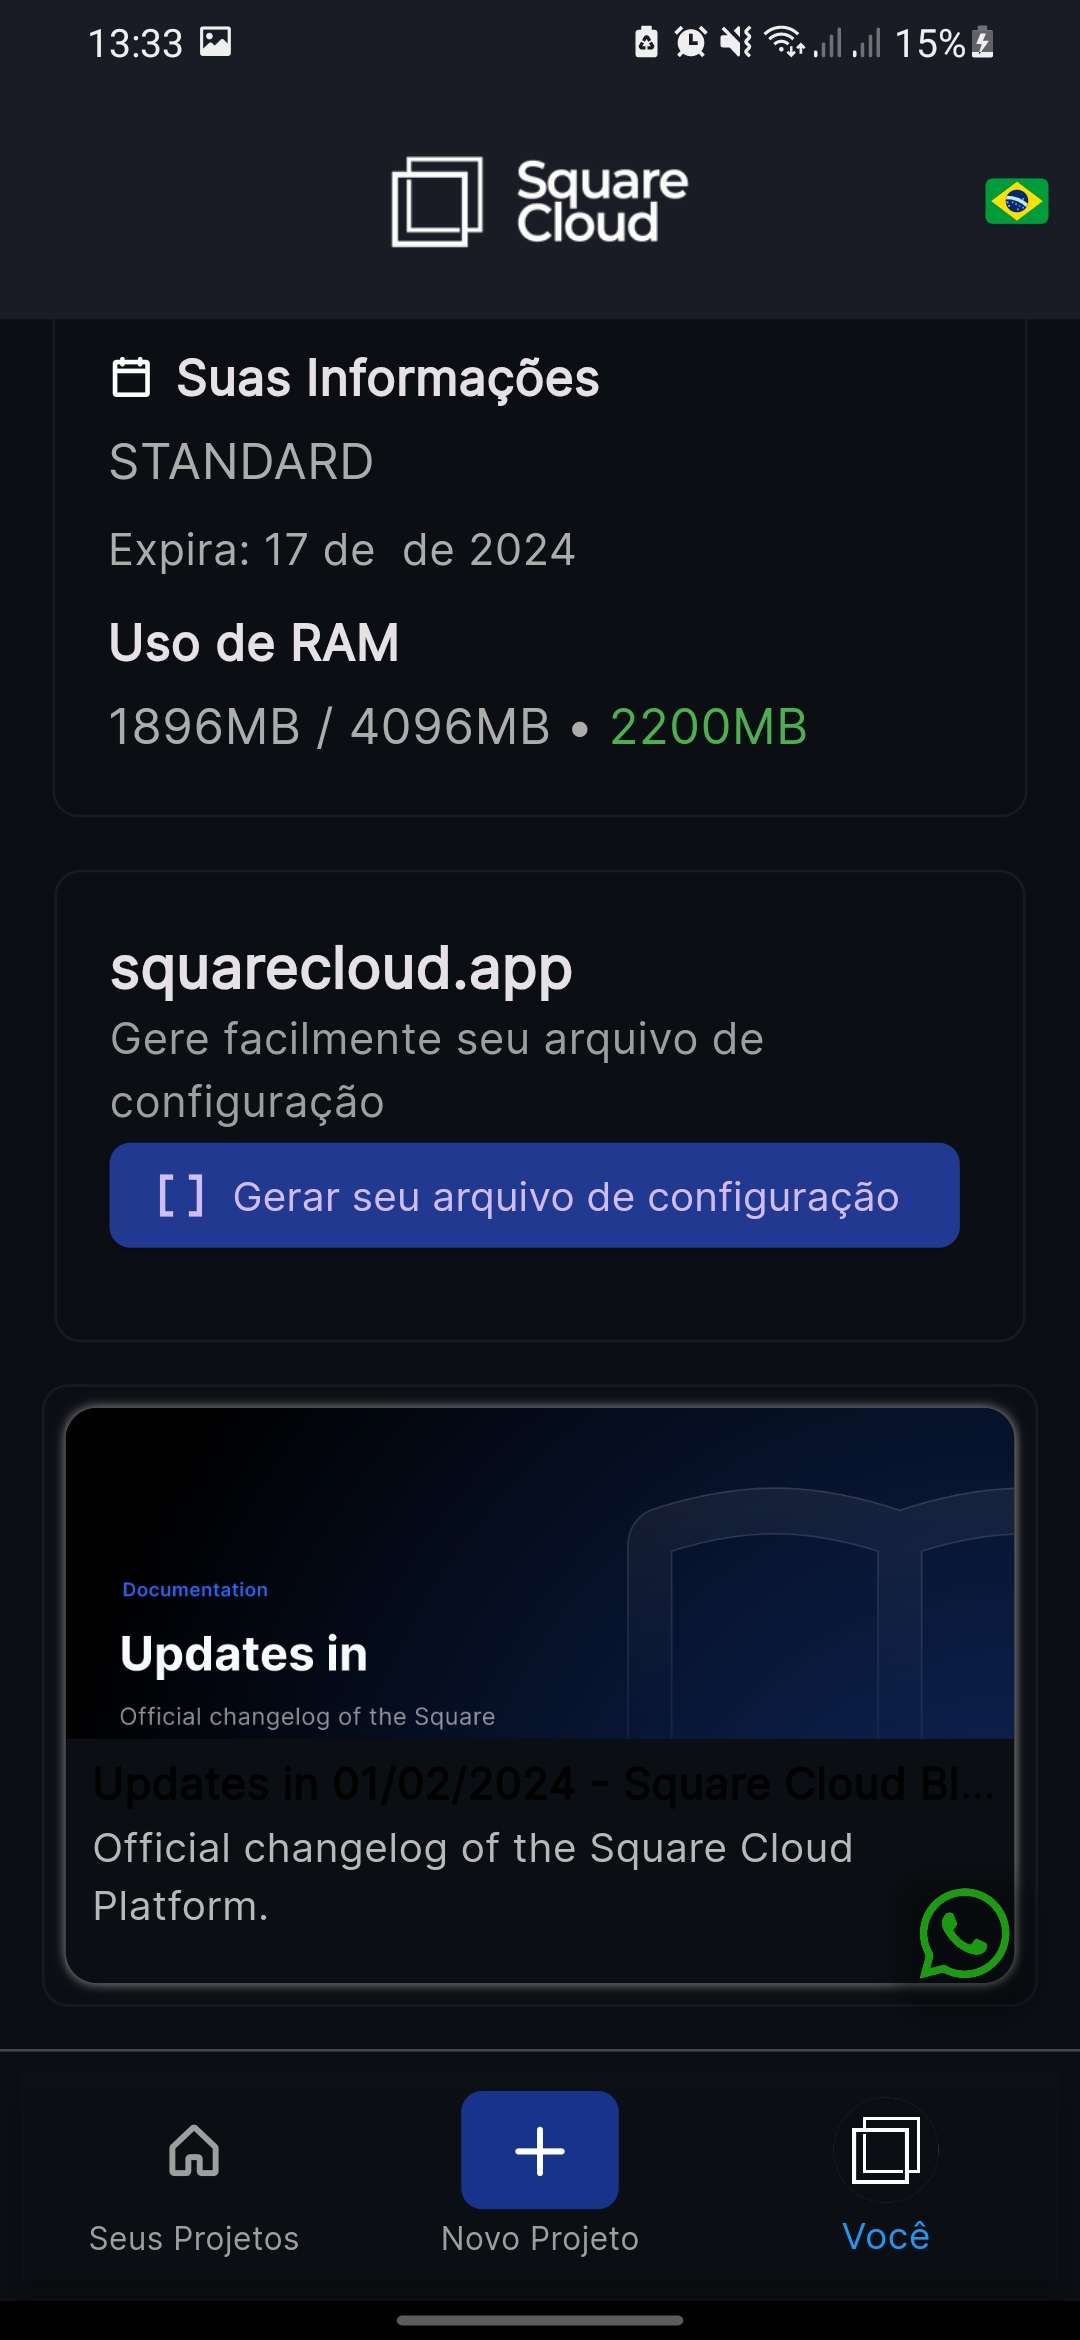 13:33
15%
Square
Cloud
Suas Informações
STANDARD
Expira: 17 de  de 2024
Uso de RAM
1896MB / 4096MB • 2200MB
squarecloud.app
Gere facilmente seu arquivo de
configuração
[ ] Gerar seu arquivo de configuração
Documentation
Updates in
Official changelog of the Square
Updates in 01/02/2024 - Square Cloud Bl...
Official changelog of the Square Cloud
Platform.
Seus Projetos
Novo Projeto
Você